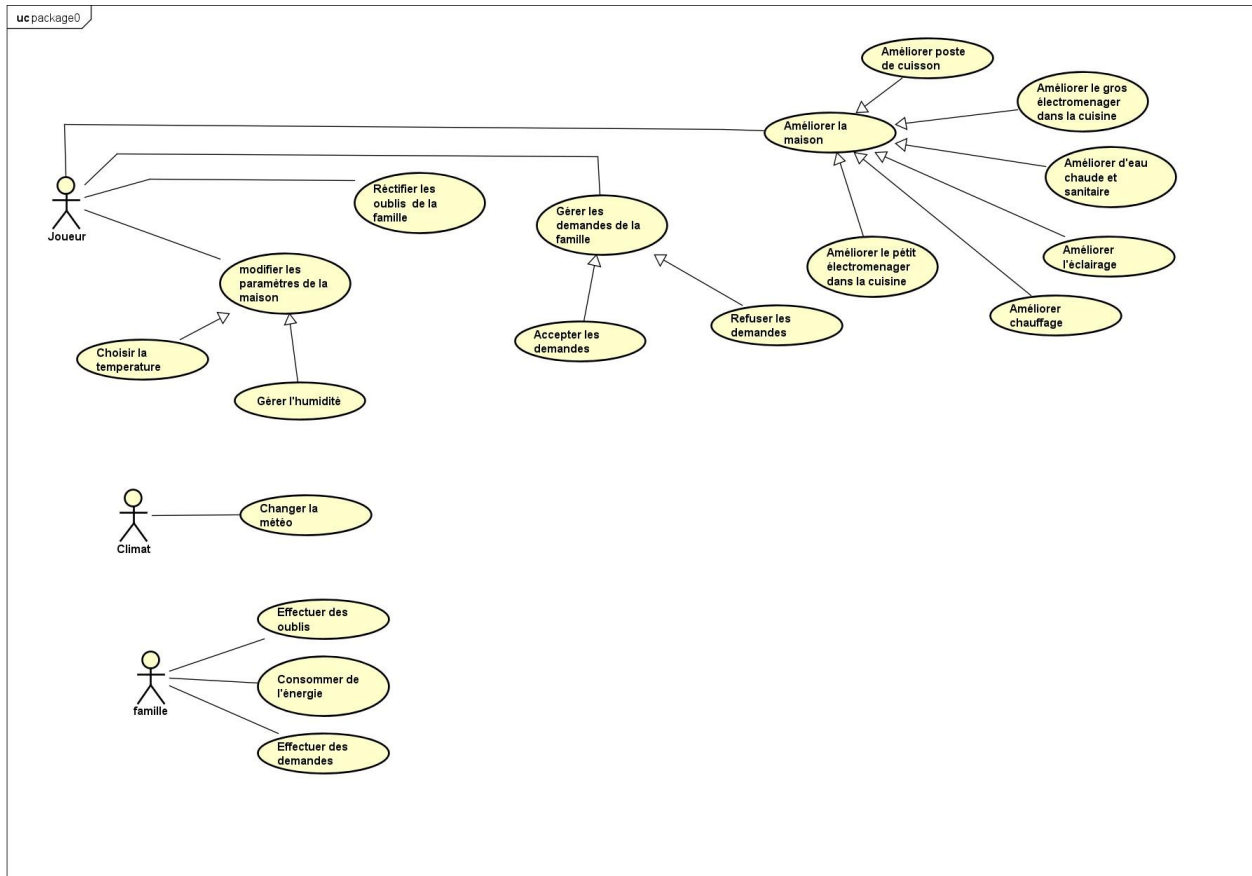 uc package0
Améliorer poste
de cuisson
Améliorer le gros
électromenager
dans la cuisine
Améliorer la
maison
Améliorer d'eau
chaude et
sanitaire
Joueur
Réctifier les
oublis de la
famille
Gérer les
demandes de la
famille
Améliorer
l'éclairage
Améliorer le pétit
électromenager
dans la cuisine
modifier les
paramètres de la
maison
Améliorer
chauffage
Refuser les
demandes
Accepter les
demandes
Choisir la
temperature
Gérer l'humidité
Changer la
météo
Climat
Effectuer des
oublis
Consommer de
l'énergie
famille
Effectuer des
demandes